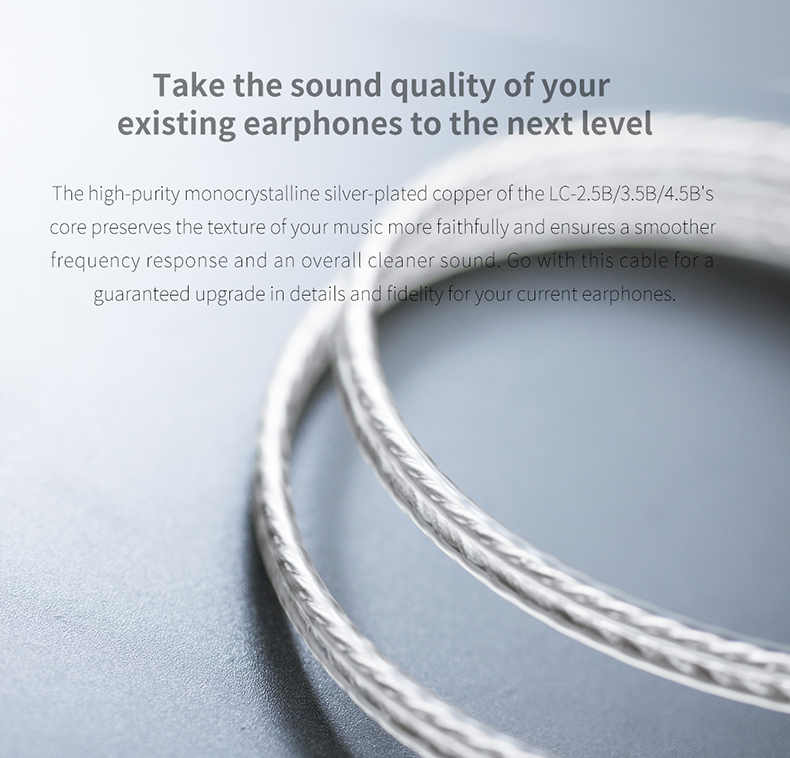 Take the sound quality of your
existing earphones to the next level
The high-purity monocrystalline silver-plated copper of the LC-2.5B/3.5B/4.5B's
core preserves the texture of your music more faithfully and ensures a smoother
frequency response and an overall cleaner sound. Go with this cable for a
guaranteed upgrade in details and fidelity for your current earphones.